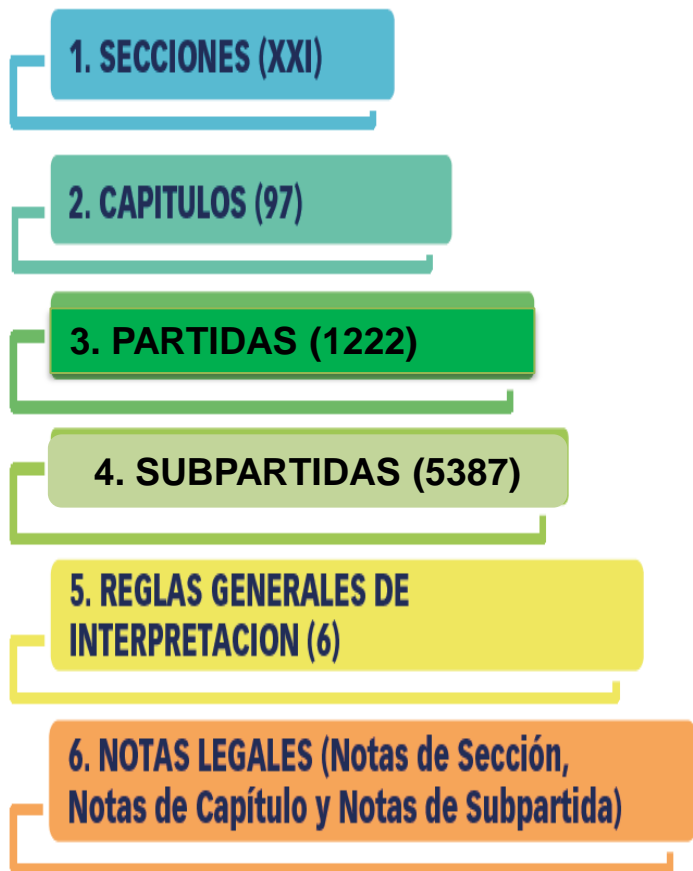 1. SECCIONES (XXI)
2. CAPITULOS (97)
3. PARTIDAS (1222)
4. SUBPARTIDAS (5387)
5. REGLAS GENERALES DE
INTERPRETACION (6)
6. NOTAS LEGALES (Notas de Sección,
Notas de Capítulo y Notas de Subpartida)